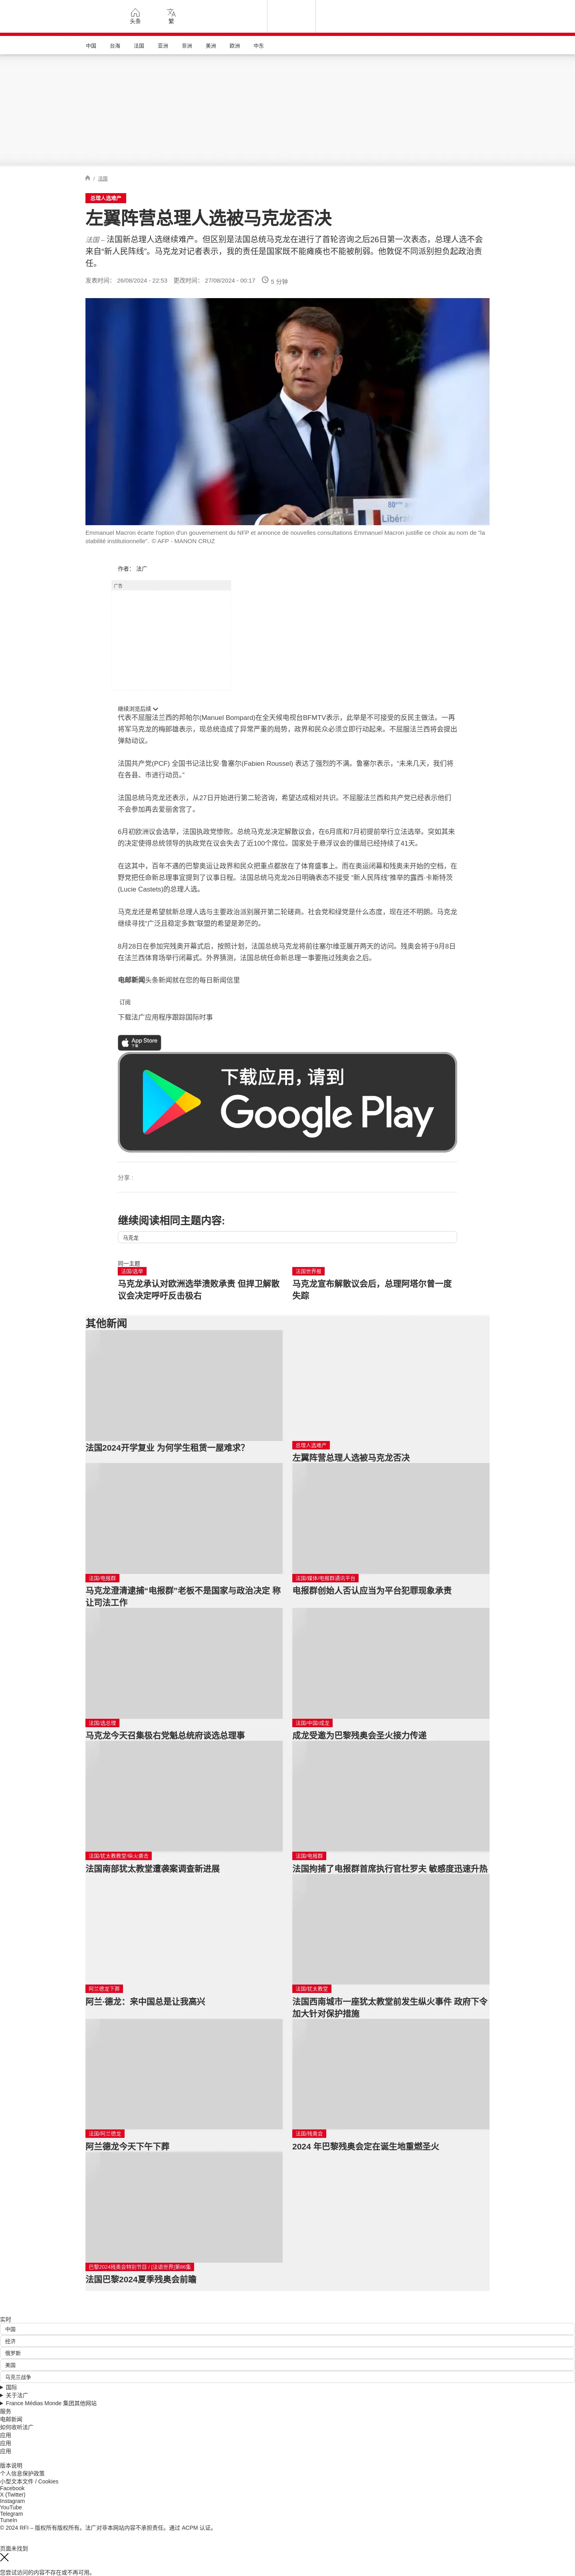 头条
繁
中国
台海
法国
亚洲
非洲
美洲
欧洲
中东
/ 法国
总理人选难产
左翼阵营总理人选被马克龙否决
法国 – 法国新总理人选继续难产。但区别是法国总统马克龙在进行了首轮咨询之后26日第一次表态，总理人选不会
来自“新人民阵线”。马克龙对记者表示，我的责任是国家既不能瘫痪也不能被削弱。他敦促不同派别担负起政治责
任。
发表时间： 26/08/2024 - 22:53 更改时间： 27/08/2024 - 00:17 5 分钟
80ème
Libéra
Emmanuel Macron écarte l'option d'un gouvernement du NFP et annonce de nouvelles consultations Emmanuel Macron justifie ce choix au nom de "la
stabilité institutionnelle". © AFP - MANON CRUZ
作者： 法广
广告
继续浏览后续
代表不屈服法兰西的邦帕尔(Manuel Bompard)在全天候电视台BFMTV表示，此举是不可接受的反民主做法。一再
将军马克龙的梅郎雄表示，现总统造成了异常严重的局势，政界和民众必须立即行动起来。不屈服法兰西将会提出
弹劾动议。
法国共产党(PCF) 全国书记法比安·鲁塞尔(Fabien Roussel) 表达了强烈的不满。鲁塞尔表示，“未来几天，我们将
在各县、市进行动员。”
法国总统马克龙还表示，从27日开始进行第二轮咨询，希望达成相对共识。不屈服法兰西和共产党已经表示他们
不会参加再去爱丽舍宫了。
6月初欧洲议会选举，法国执政党惨败。总统马克龙决定解散议会，在6月底和7月初提前举行立法选举。突如其来
的决定使得总统领导的执政党在议会失去了近100个席位。国家处于悬浮议会的僵局已经持续了41天。
在这其中，百年不遇的巴黎奥运让政界和民众把重点都放在了体育盛事上。而在奥运闭幕和残奥未开始的空档，在
野党把任命新总理事宜提到了议事日程。法国总统马克龙26日明确表态不接受 “新人民阵线”推举的露西·卡斯特茨
(Lucie Castets)的总理人选。
马克龙还是希望就新总理人选与主要政治派别展开第二轮磋商。社会党和绿党是什么态度，现在还不明朗。马克龙
继续寻找“广泛且稳定多数”联盟的希望是渺茫的。
8月28日在参加完残奥开幕式后，按照计划，法国总统马克龙将前往塞尔维亚展开两天的访问。残奥会将于9月8日
在法兰西体育场举行闭幕式。外界猜测，法国总统任命新总理一事要拖过残奥会之后。
电邮新闻头条新闻就在您的每日新闻信里
订阅
下载法广应用程序跟踪国际时事
App Store
下载
下载应用，请到
Google Play
分享 :
继续阅读相同主题内容:
马克龙
同一主题
法国/选举
马克龙承认对欧洲选举溃败承责 但捍卫解散
议会决定呼吁反击极右
法国世界报
马克龙宣布解散议会后，总理阿塔尔曾一度
失踪
其他新闻
法国2024开学复业 为何学生租赁一屋难求？
总理人选难产
左翼阵营总理人选被马克龙否决
法国/电报群
马克龙澄清逮捕“电报群”老板不是国家与政治决定 称
让司法工作
法国/媒体/电报群通讯平台
电报群创始人否认应当为平台犯罪现象承责
法国/选总理
马克龙今天召集极右党魁总统府谈选总理事
法国/中国/成龙
成龙受邀为巴黎残奥会圣火接力传递
法国/犹太教教堂/纵火袭击
法国南部犹太教堂遭袭案调查新进展
法国/电报群
法国拘捕了电报群首席执行官杜罗夫 敏感度迅速升热
阿兰德龙下葬
阿兰·德龙：来中国总是让我高兴
法国/犹太教堂
法国西南城市一座犹太教堂前发生纵火事件 政府下令
加大针对保护措施
法国/阿兰德龙
阿兰德龙今天下午下葬
法国/残奥会
2024 年巴黎残奥会定在诞生地重燃圣火
巴黎2024残奥会特别节目 / [法语世界]第66集
法国巴黎2024夏季残奥会前瞻
实时
中国
经济
俄罗斯
美国
马克兰战争
国际
关于法广
France Médias Monde 集团其他网站
服务
电邮新闻
如何收听法广
应用
应用
应用
版本说明
个人信息保护政策
小型文本文件 / Cookies
Facebook
X (Twitter)
Instagram
YouTube
Telegram
TuneIn
© 2024 RFI – 版权所有版权所有。法广对非本网站内容不承担责任。通过 ACPM 认证。
页面未找到
您尝试访问的内容不存在或不再可用。